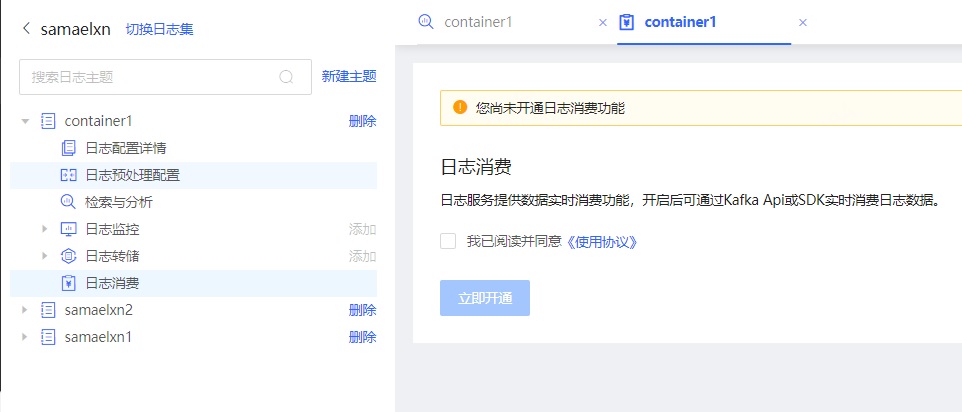 samaelxn 切换日志集
搜索日志主题 新建主题
container1 删除
日志配置详情
日志预处理配置
检索与分析
日志监控 添加
日志转储 添加
日志消费
samaelxn2 删除
samaelxn1 删除
container1 × container1 ×
您尚未开通日志消费功能
日志消费
日志服务提供数据实时消费功能，开启后可通过Kafka Api或SDK实时消费日志数据。
我已阅读并同意《使用协议》
立即开通